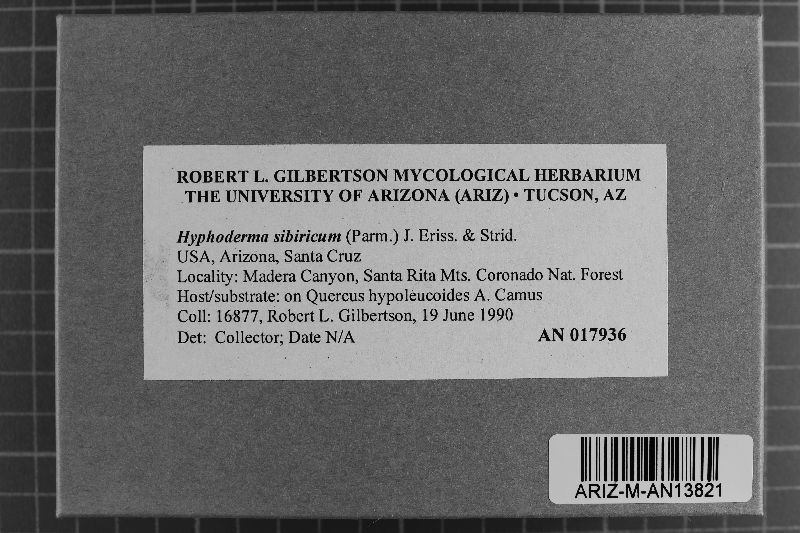 ROBERT L. GILBERTSON MYCOLOGICAL HERBARIUM
THE UNIVERSITY OF ARIZONA (ARIZ) • TUCSON, AZ
Hyphoderma sibiricum (Parm.) J. Eriss. & Strid.
USA, Arizona, Santa Cruz
Locality: Madera Canyon, Santa Rita Mts. Coronado Nat. Forest
Host/substrate: on Quercus hypoleucoides A. Camus
Coll: 16877, Robert L. Gilbertson, 19 June 1990
Det: Collector; Date N/A AN 017936
ARIZ-M-AN13821